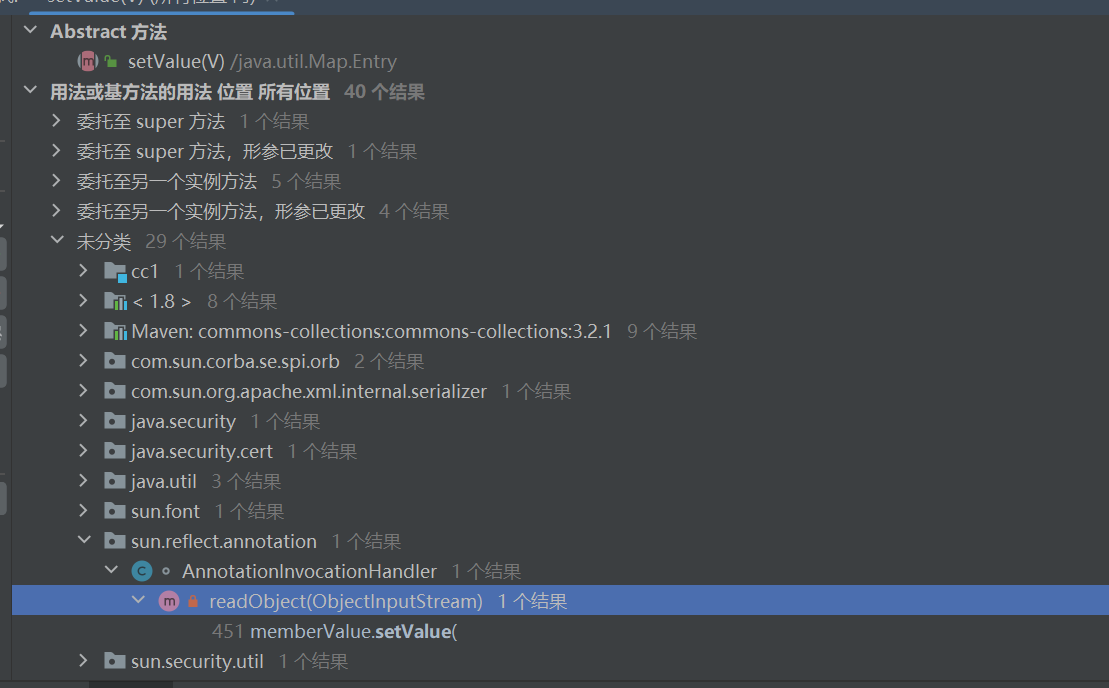 Abstract 方法
setValue(V) /java.util.Map.Entry
用法或基方法的用法 位置 所有位置 40 个结果
委托至 super 方法 1 个结果
委托至 super 方法，形参已更改 1 个结果
委托至另一个实例方法 5 个结果
委托至另一个实例方法，形参已更改 4 个结果
未分类 29 个结果
cc1 1 个结果
< 1.8 > 8 个结果
Maven: commons-collections:commons-collections:3.2.1 9 个结果
com.sun.corba.se.spi.orb 2 个结果
com.sun.org.apache.xml.internal.serializer 1 个结果
java.security 1 个结果
java.security.cert 1 个结果
java.util 3 个结果
sun.font 1 个结果
sun.reflect.annotation 1 个结果
C AnnotationInvocationHandler 1 个结果
m readObject(ObjectInputStream) 1 个结果
451 memberValue.setValue(
sun.security.util 1 个结果